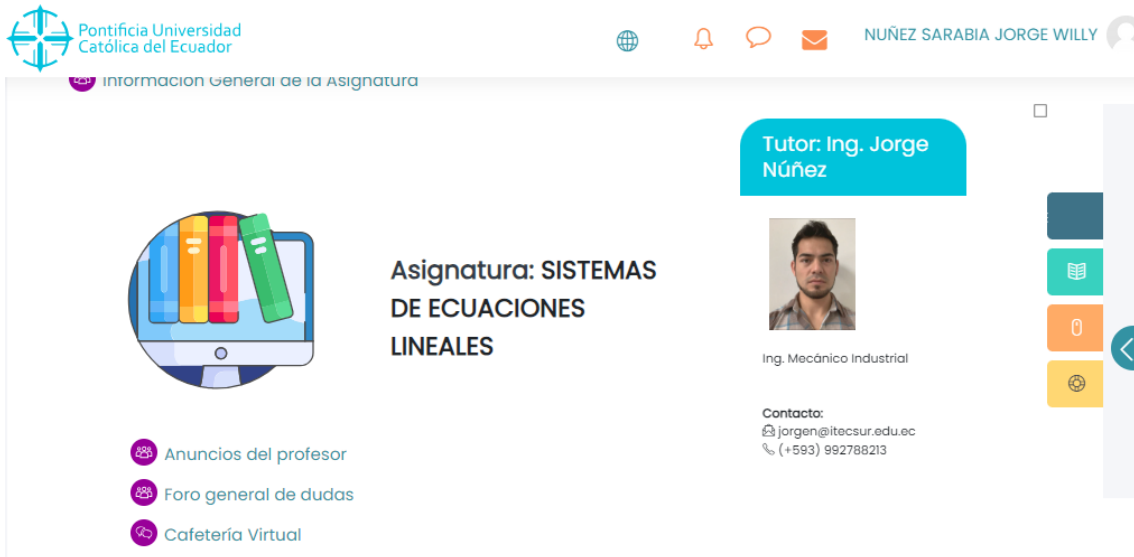 Pontificia Universidad
Católica del Ecuador
NUÑEZ SARABIA JORGE WILLY
Información General de la Asignatura
Tutor: Ing. Jorge
Núñez
Asignatura: SISTEMAS
DE ECUACIONES
LINEALES
Ing. Mecánico Industrial
Contacto:
jorgen@itecsur.edu.ec
(+593) 992788213
Anuncios del profesor
Foro general de dudas
Cafetería Virtual